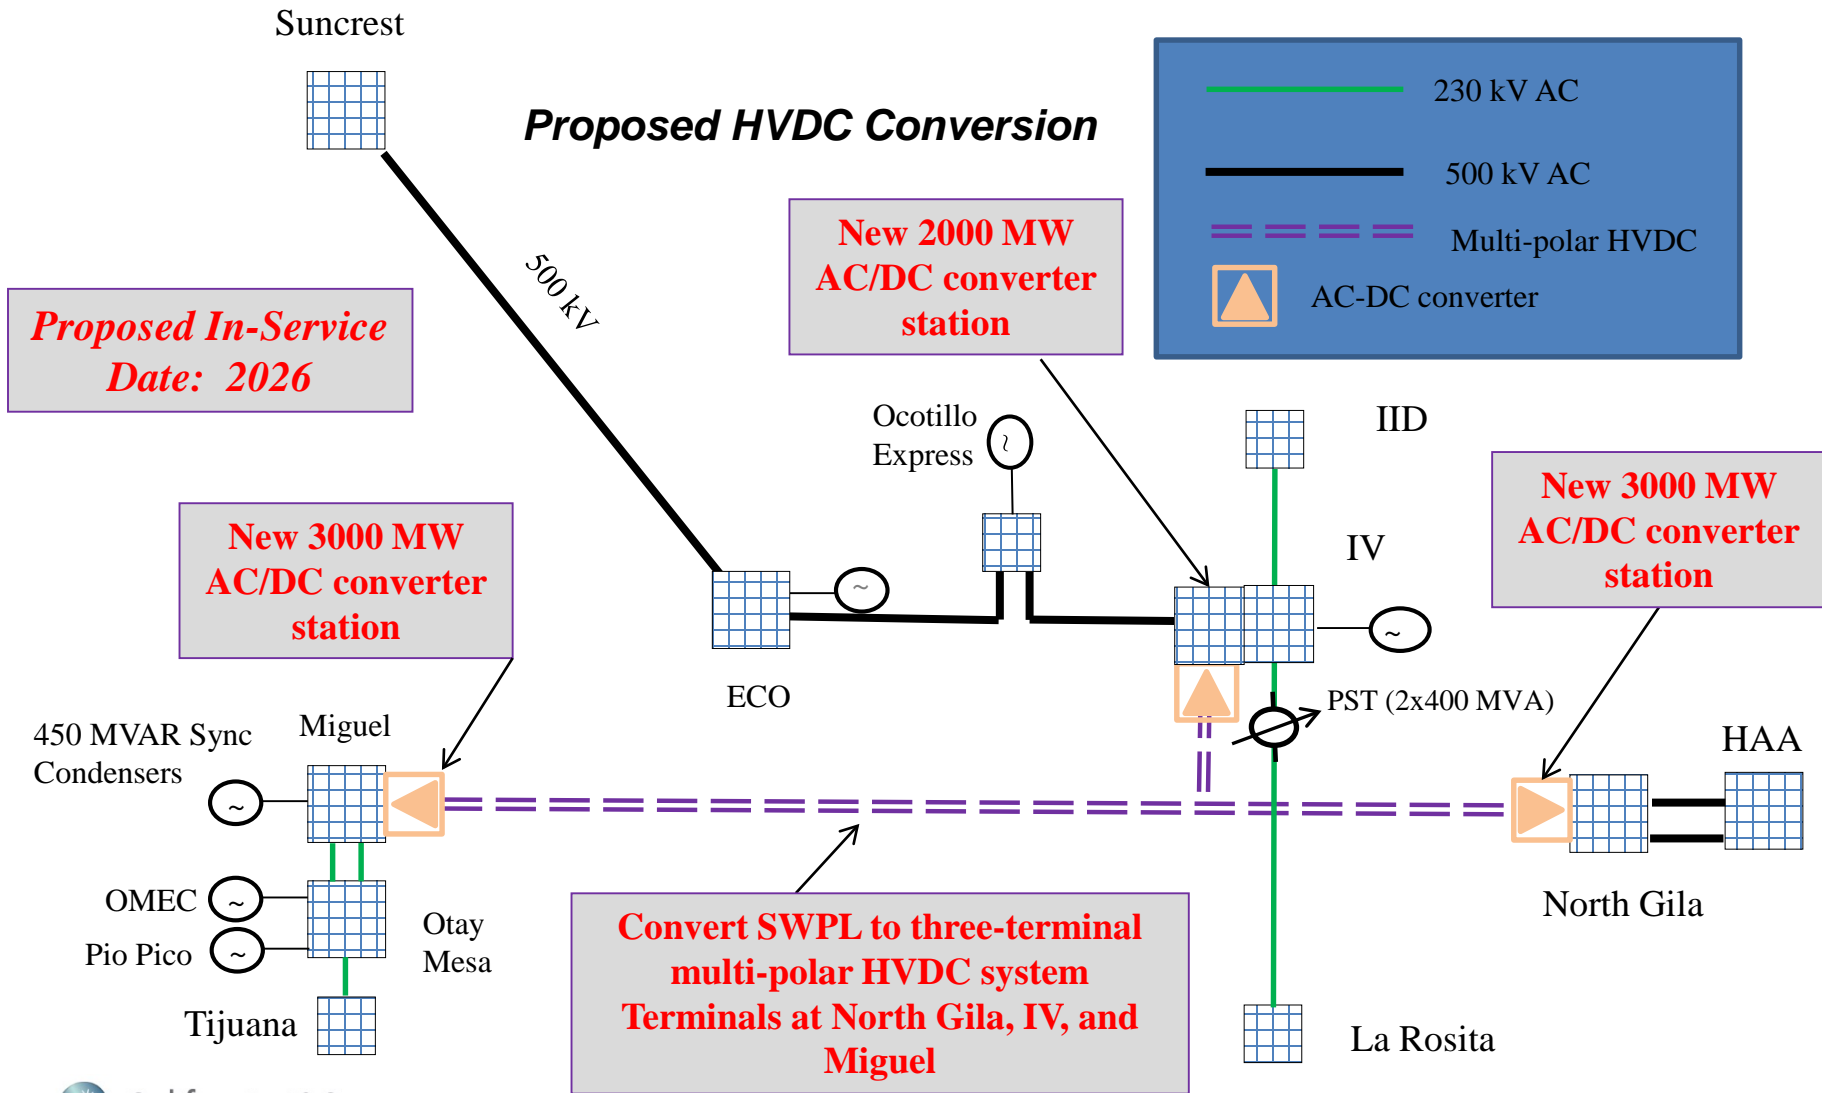 Suncrest
Proposed HVDC Conversion
230 kV AC
500 kV AC
Multi-polar HVDC
AC-DC converter
New 2000 MW
AC/DC converter
station
500 kV
Proposed In-Service
Date: 2026
Ocotillo
Express
~
IID
New 3000 MW
AC/DC converter
station
IV
New 3000 MW
AC/DC converter
station
~
~
ECO
PST (2x400 MVA)
450 MVAR Sync
Condensers
Miguel
HAA
~
OMEC
~
Pio Pico
~
Otay
Mesa
North Gila
Convert SWPL to three-terminal
multi-polar HVDC system
Terminals at North Gila, IV, and
Miguel
Tijuana
La Rosita